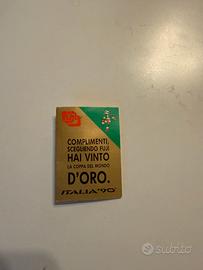 COMPLIMENTI,
SCEGLIENDO FUJI
HAI VINTO
LA COPPA DEL MONDO
D'ORO.
ITALIA'90
subito